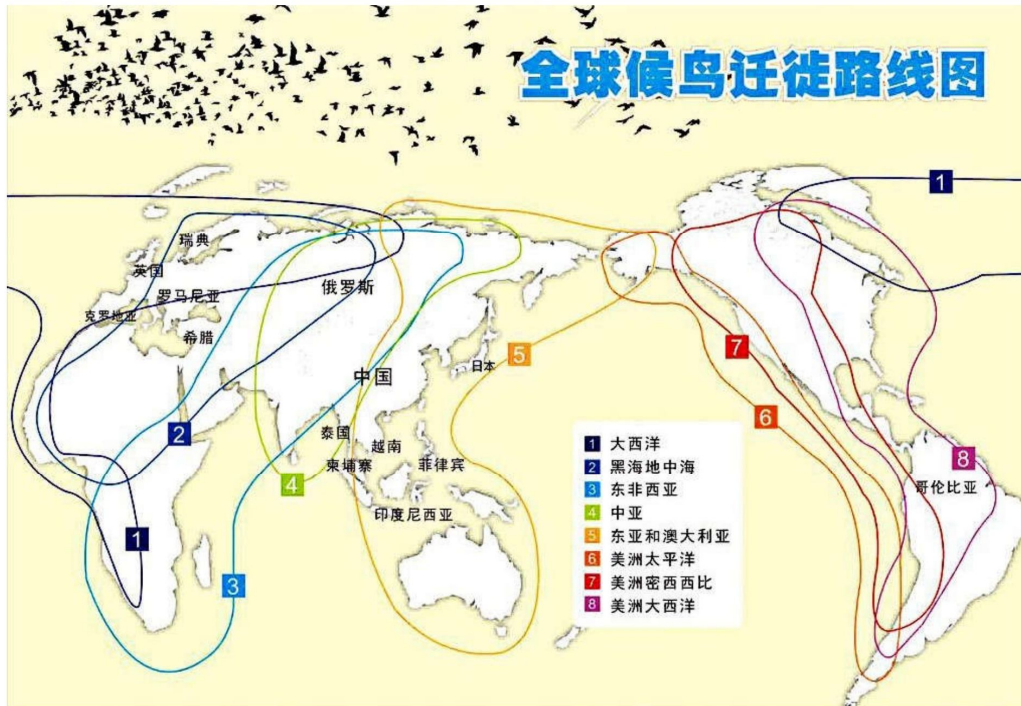 全球候鸟迁徙路线图
1
瑞典
英国
俄罗斯
罗马尼亚
克罗地亚
希腊
5
7
日本
中国
6
2
泰国
越南
1 大西洋
8
柬埔寨
菲律宾
2 黑海地中海
4
3 东非西亚
哥伦比亚
印度尼西亚
4 中亚
1
5 东亚和澳大利亚
6 美洲太平洋
3
7 美洲密西西比
8 美洲大西洋